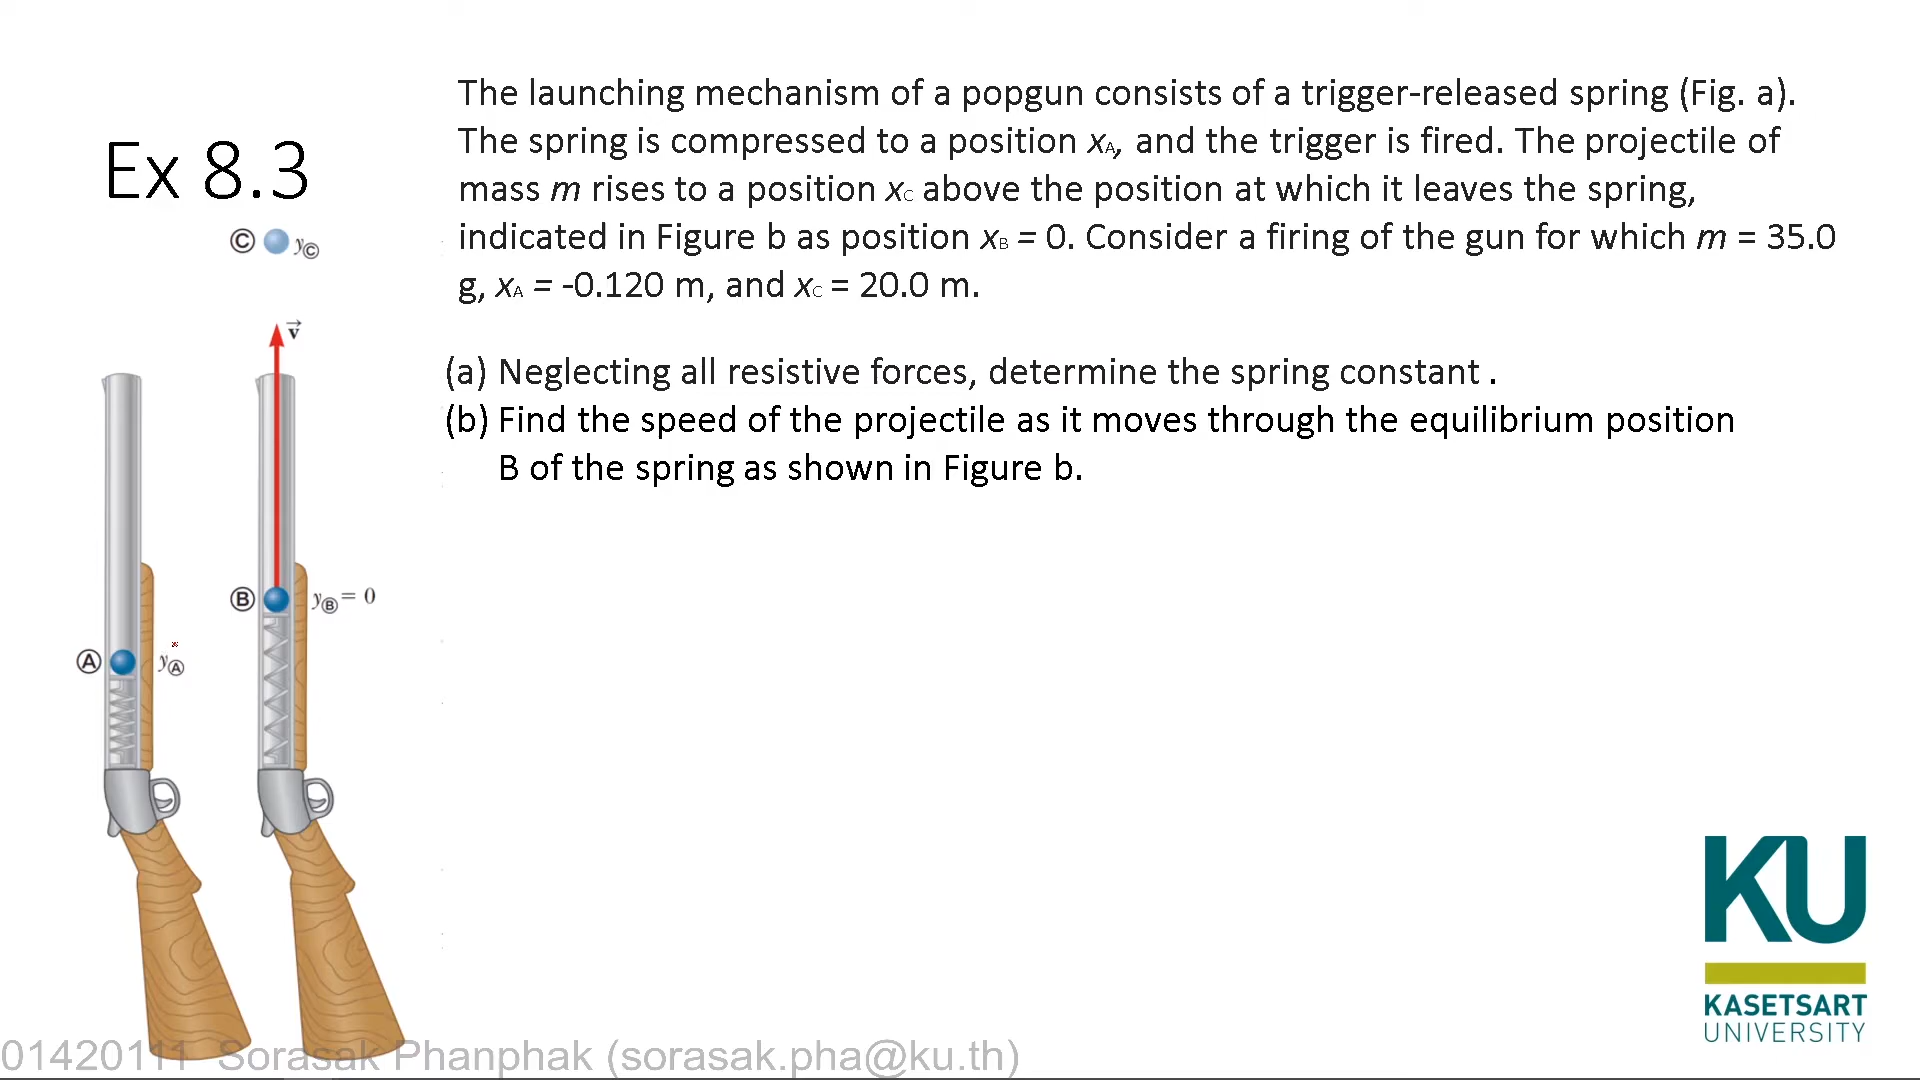 The launching mechanism of a popgun consists of a trigger-released spring (Fig. a).
The spring is compressed to a position xA, and the trigger is fired. The projectile of
mass m rises to a position xC above the position at which it leaves the spring,
indicated in Figure b as position xB = 0. Consider a firing of the gun for which m = 35.0
g, xA = -0.120 m, and xC = 20.0 m.
Ex 8.3
(a) Neglecting all resistive forces, determine the spring constant .
(b) Find the speed of the projectile as it moves through the equilibrium position
B of the spring as shown in Figure b.
Ⓒ yⒸ
v⃗
Ⓑ yⒷ = 0
Ⓐ yⒶ
KU
KASETSART
UNIVERSITY
01420111 Sorasak Phanphak (sorasak.pha@ku.th)